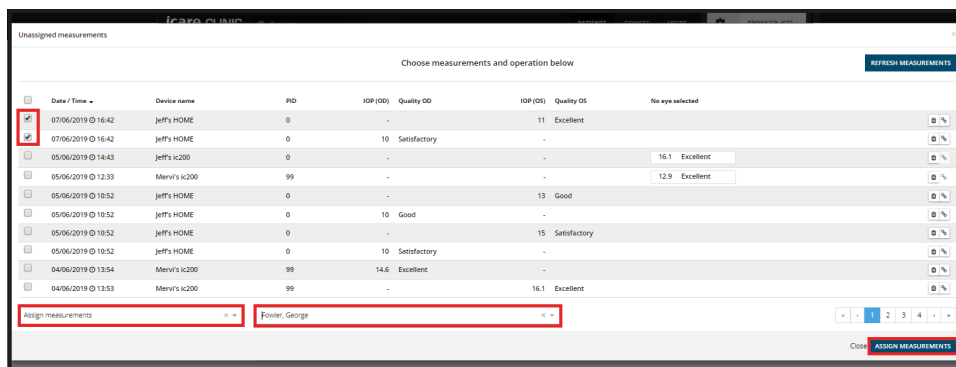 icare CLINIC PATIENTS DEVICES USERS
Unassigned measurements ×
Choose measurements and operation below REFRESH MEASUREMENTS
Date / Time Device name PID IOP (OD) Quality OD IOP (OS) Quality OS No eye selected
07/06/2019 16:42 Jeff's HOME 0 - 11 Excellent
07/06/2019 16:42 Jeff's HOME 0 10 Satisfactory -
05/06/2019 14:43 Jeff's ic200 0 - - 16.1 Excellent
05/06/2019 12:33 Mervi's ic200 99 - - 12.9 Excellent
05/06/2019 10:52 Jeff's HOME 0 - 13 Good
05/06/2019 10:52 Jeff's HOME 0 10 Good -
05/06/2019 10:52 Jeff's HOME 0 - 15 Satisfactory
05/06/2019 10:52 Jeff's HOME 0 10 Satisfactory -
04/06/2019 13:54 Mervi's ic200 99 14.6 Excellent -
04/06/2019 13:53 Mervi's ic200 99 - 16.1 Excellent
Assign measurements × Fowler, George × « ‹ 1 2 3 4 › »
Close ASSIGN MEASUREMENTS